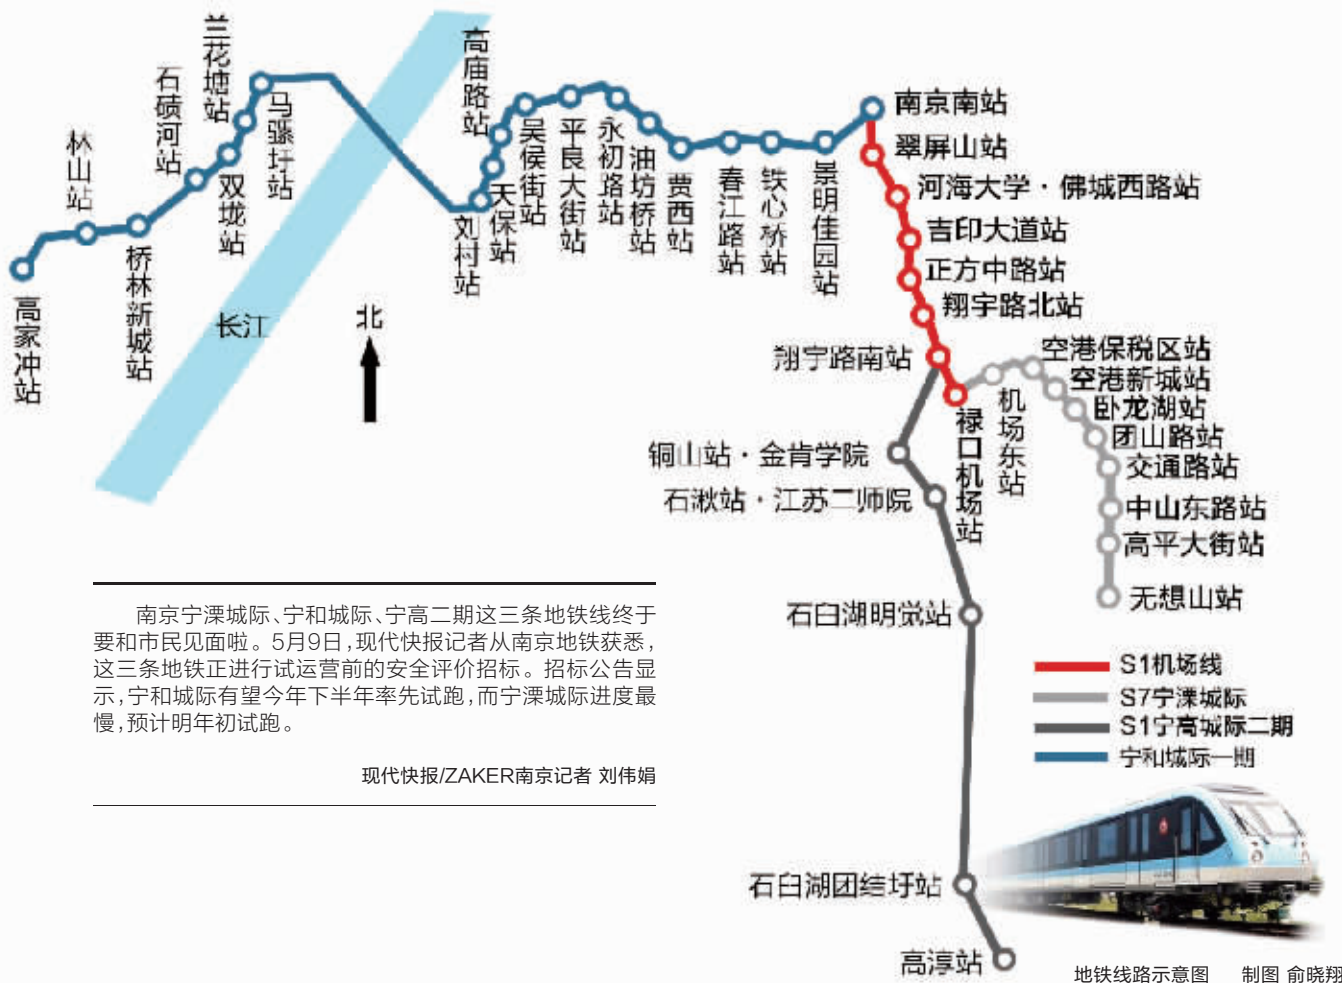 兰花塘站
石碛河站
林山站
马骡圩站
高庙路站
双垅站
桥林新城站
高家冲站
长江
北
刘村站
天保站
吴侯街站
平良大街站
永初路站
油坊桥站
贾西站
春江路站
铁心桥站
景明佳园站
南京南站
翠屏山站
河海大学·佛城西路站
吉印大道站
正方中路站
翔宇路北站
翔宇路南站
禄口机场站
机场东站
空港保税区站
空港新城站
卧龙湖站
团山路站
交通路站
中山东路站
高平大街站
无想山站
铜山站·金肯学院
石湫站·江苏二师院
石臼湖明觉站
石臼湖团结圩站
高淳站
S1机场线
S7宁溧城际
S1宁高城际二期
宁和城际一期
南京宁溧城际、宁和城际、宁高二期这三条地铁线终于
要和市民见面啦。5月9日,现代快报记者从南京地铁获悉,
这三条地铁正进行试运营前的安全评价招标。招标公告显
示,宁和城际有望今年下半年率先试跑,而宁溧城际进度最
慢,预计明年初试跑。
现代快报/ZAKER南京记者 刘伟娟
地铁线路示意图 制图 俞晓翔